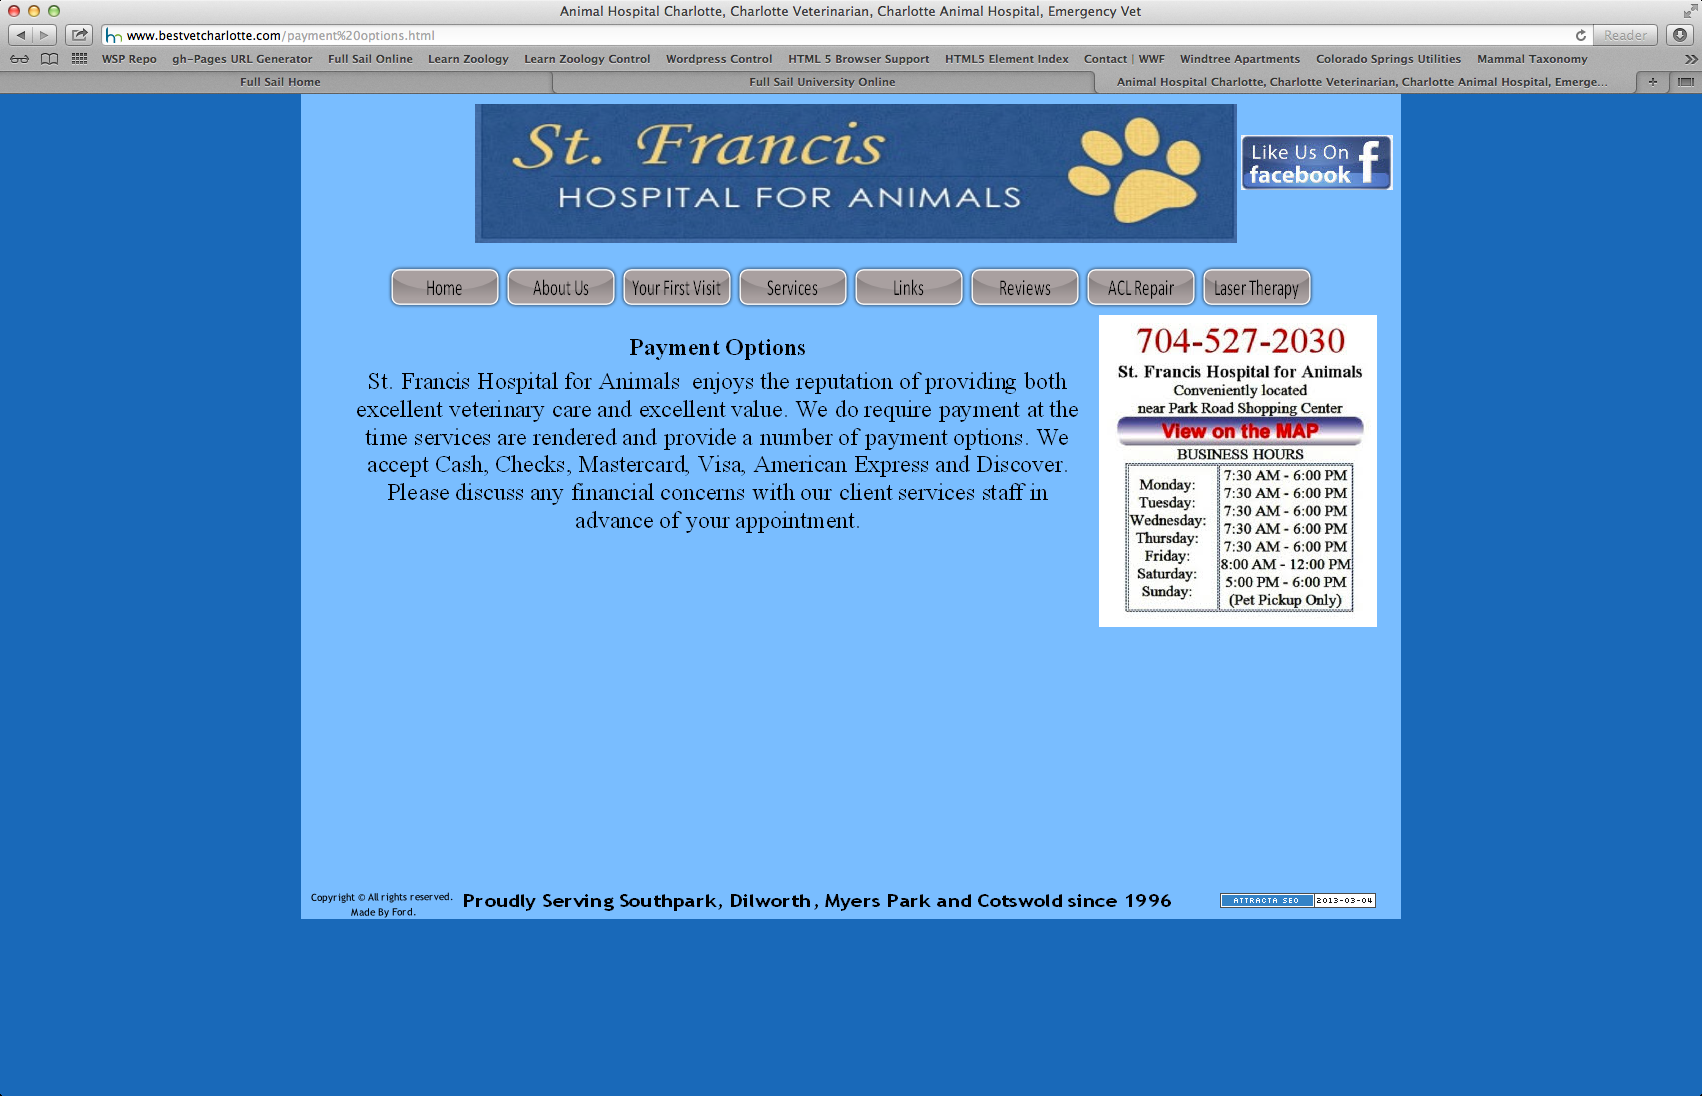 Animal Hospital Charlotte, Charlotte Veterinarian, Charlotte Animal Hospital, Emergency Vet
www.bestvetcharlotte.com/payment%20options.html
Reader
WSP Repo gh-Pages URL Generator Full Sail Online Learn Zoology Learn Zoology Control Wordpress Control HTML 5 Browser Support HTML5 Element Index Contact | WWF Windtree Apartments Colorado Springs Utilities Mammal Taxonomy
Full Sail Home Full Sail University Online Animal Hospital Charlotte, Charlotte Veterinarian, Charlotte Animal Hospital, Emerge...
St. Francis
HOSPITAL FOR ANIMALS
Like Us On
facebook
Home About Us Your First Visit Services Links Reviews ACL Repair Laser Therapy
Payment Options
St. Francis Hospital for Animals enjoys the reputation of providing both
excellent veterinary care and excellent value. We do require payment at the
time services are rendered and provide a number of payment options. We
accept Cash, Checks, Mastercard, Visa, American Express and Discover.
Please discuss any financial concerns with our client services staff in
advance of your appointment.
704-527-2030
St. Francis Hospital for Animals
Conveniently located
near Park Road Shopping Center
View on the MAP
BUSINESS HOURS
Monday: 7:30 AM - 6:00 PM
Tuesday: 7:30 AM - 6:00 PM
Wednesday: 7:30 AM - 6:00 PM
Thursday: 7:30 AM - 6:00 PM
Friday: 7:30 AM - 6:00 PM
Saturday: 8:00 AM - 12:00 PM
Sunday: 5:00 PM - 6:00 PM
(Pet Pickup Only)
Copyright © All rights reserved.
Made By Ford.
Proudly Serving Southpark, Dilworth, Myers Park and Cotswold since 1996
ATTRACTA SEO 2013-03-04